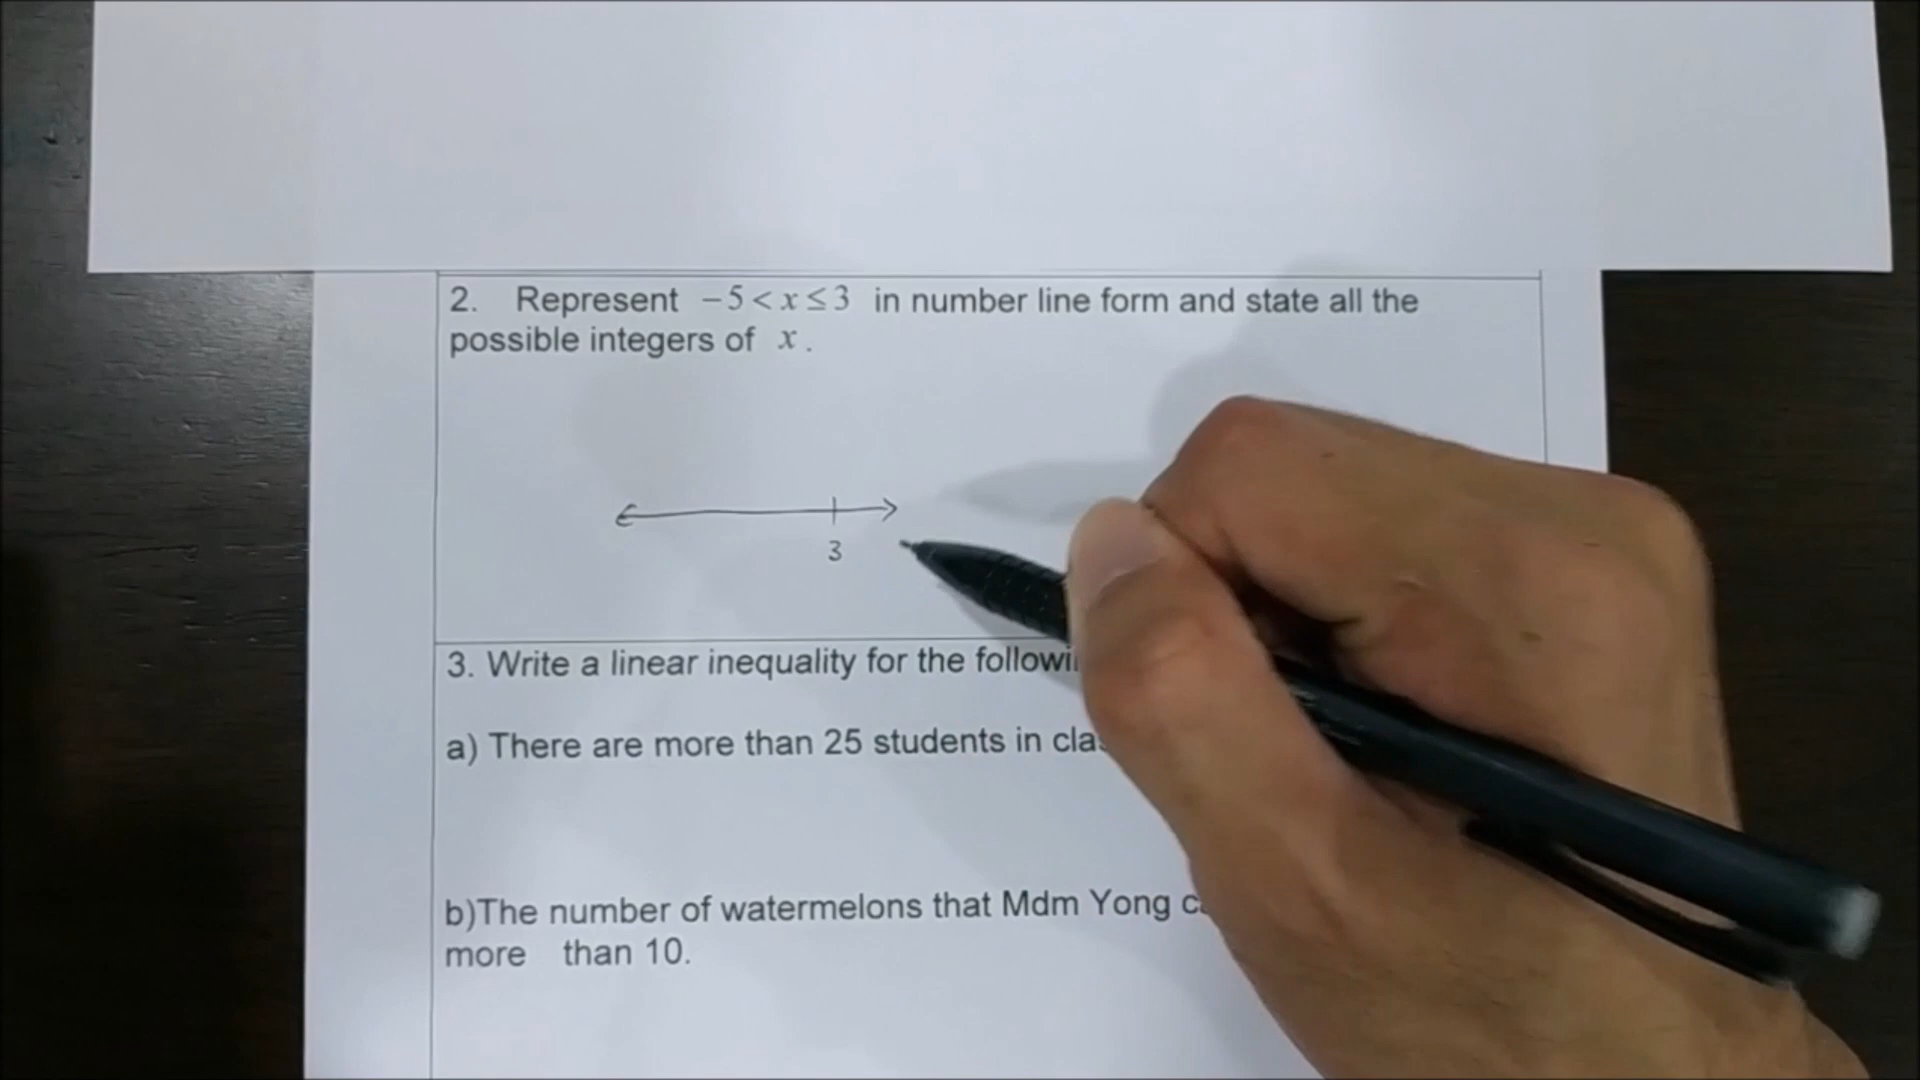 2. Represent −5<x≤3 in number line form and state all the
possible integers of x.
3
3. Write a linear inequality for the
a) There are more than 25 students in
b)The number of watermelons that Mdm Yong
more than 10.